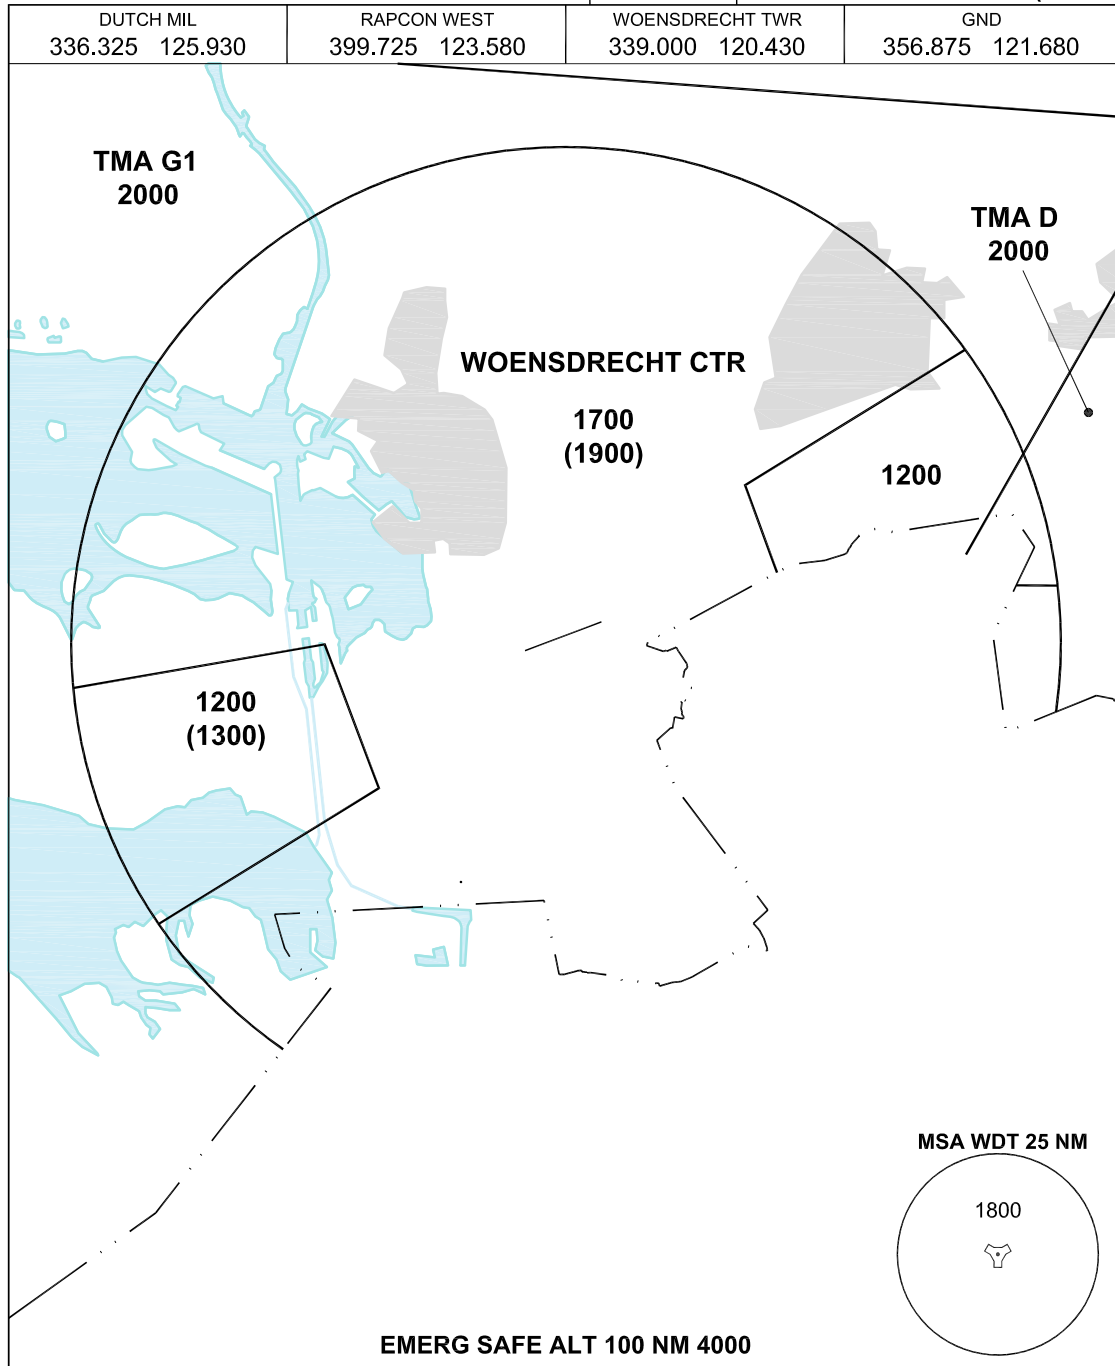 DUTCH MIL
336.325 125.930
RAPCON WEST
399.725 123.580
WOENSDRECHT TWR
339.000 120.430
GND
356.875 121.680
TMA G1
2000
TMA D
2000
WOENSDRECHT CTR
1700
(1900)
1200
1200
(1300)
MSA WDT 25 NM
1800
EMERG SAFE ALT 100 NM 4000